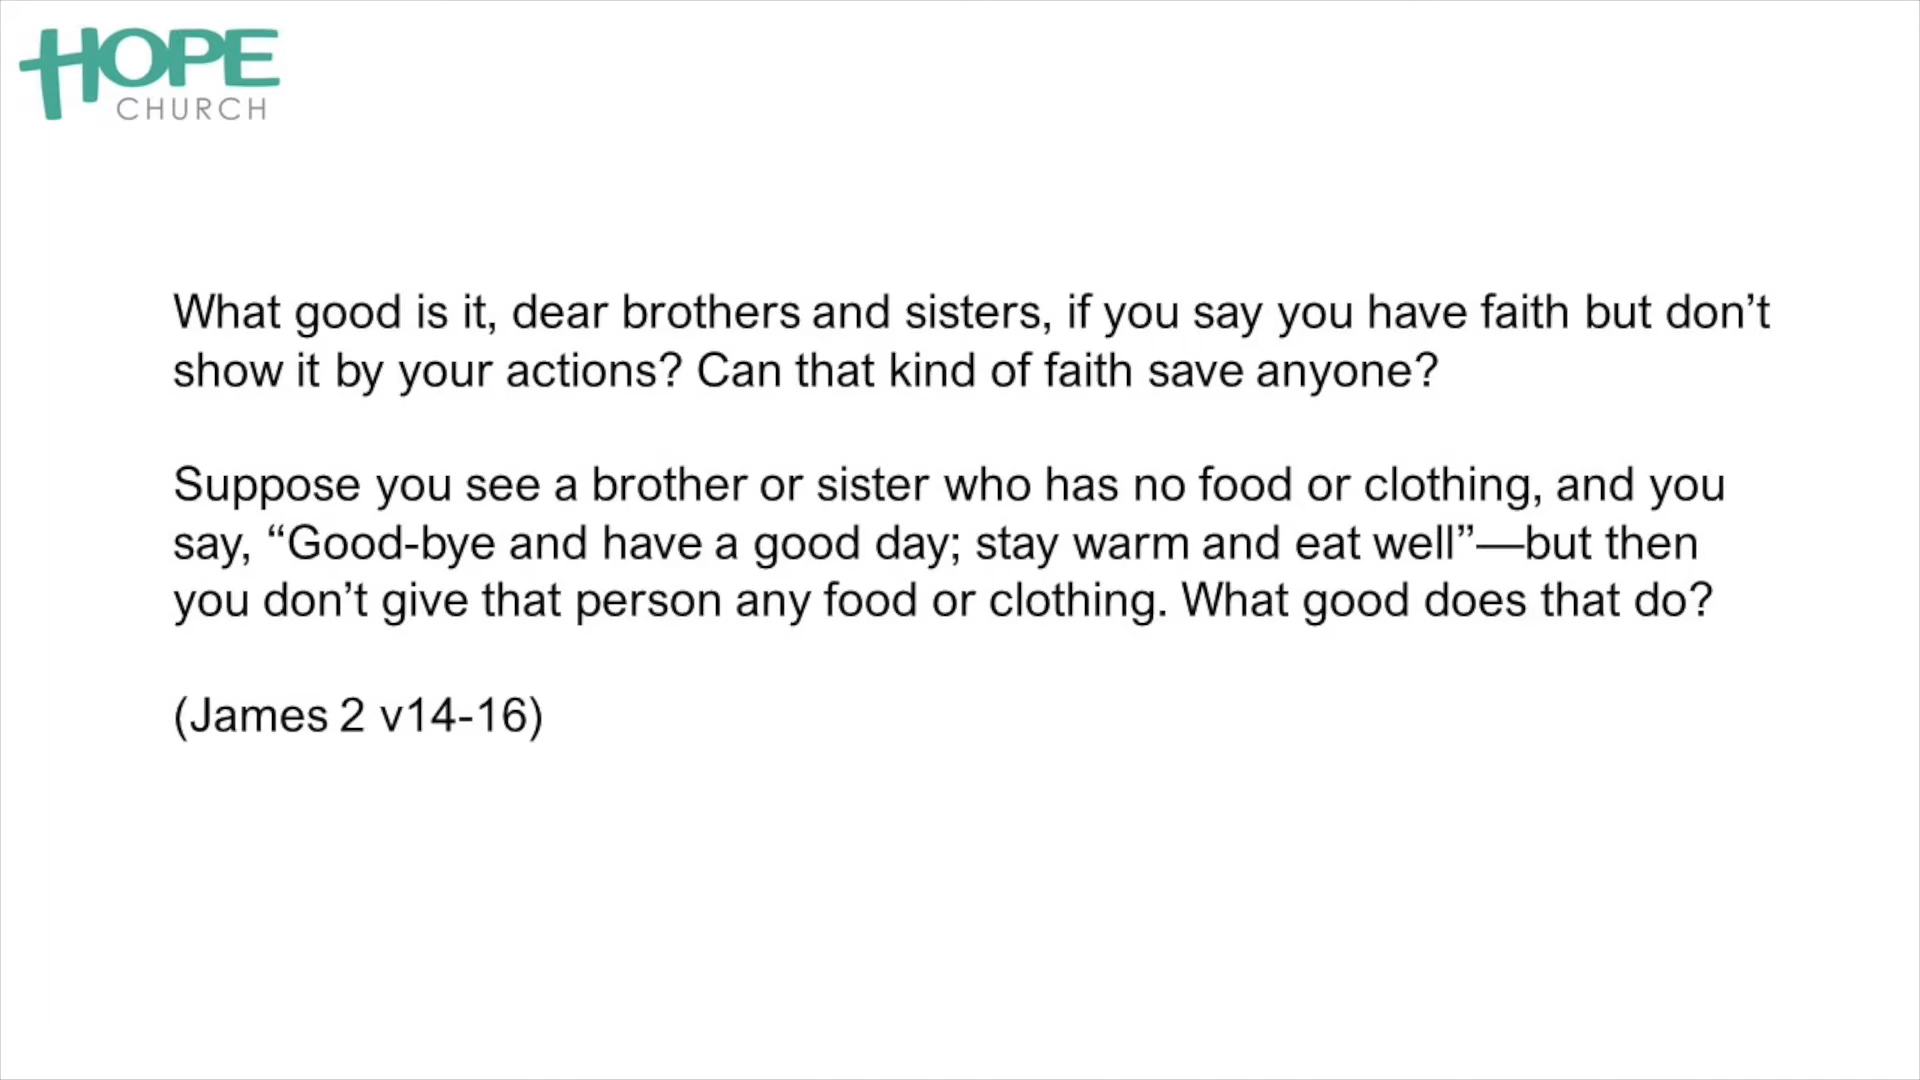 HOPE
CHURCH
What good is it, dear brothers and sisters, if you say you have faith but don’t
show it by your actions? Can that kind of faith save anyone?
Suppose you see a brother or sister who has no food or clothing, and you
say, “Good-bye and have a good day; stay warm and eat well”—but then
you don’t give that person any food or clothing. What good does that do?
(James 2 v14-16)